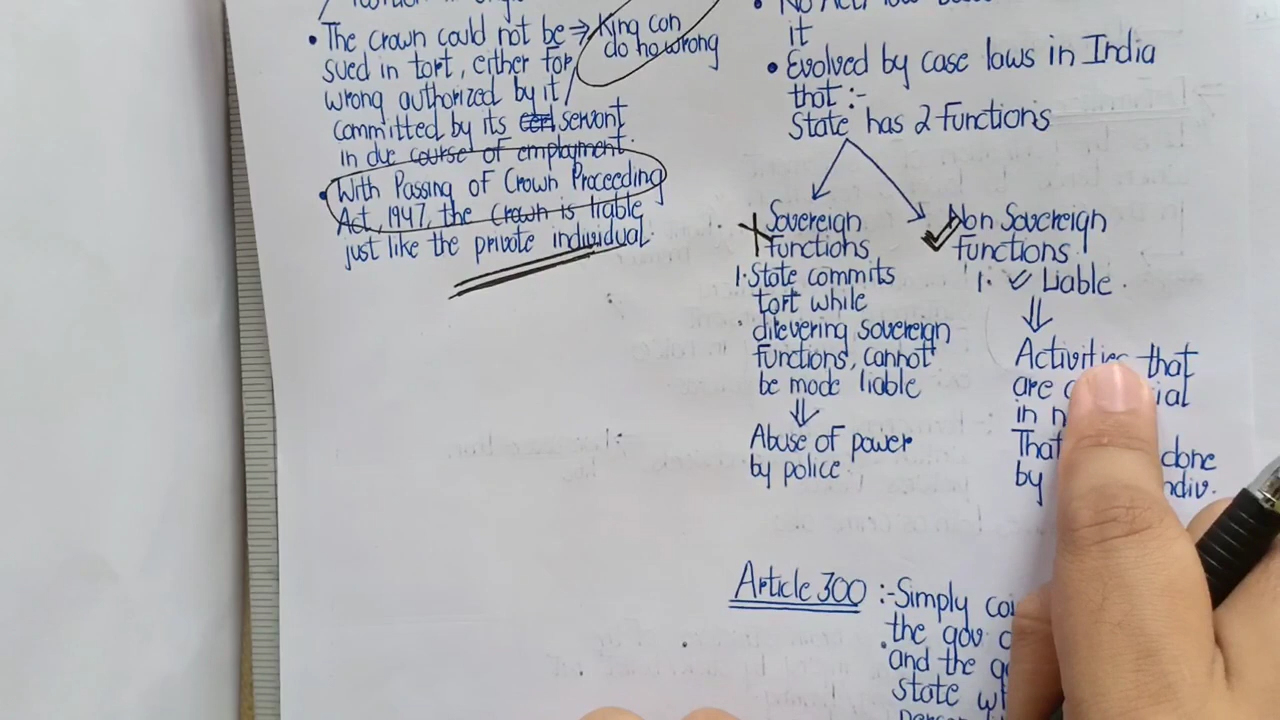 The crown could not be ⇒ King can
sued in tort, either for do no wrong
wrong authorized by it /
committed by its servant
in due course of employment.
With Passing of Crown Proceeding
Act, 1947, the Crown is liable
just like the private individual.
it
Evolved by case laws in India
that :-
State has 2 Functions
Sovereign
functions
1. State commits
tort while
dilevering sovereign
functions, cannot
be made liable
⇓
Abuse of power
by police
Non Sovereign
functions
1. ✓ Liable.
⇓
Activities that
are
in
done
by
Article 300 :- Simply
the gov
and the
state